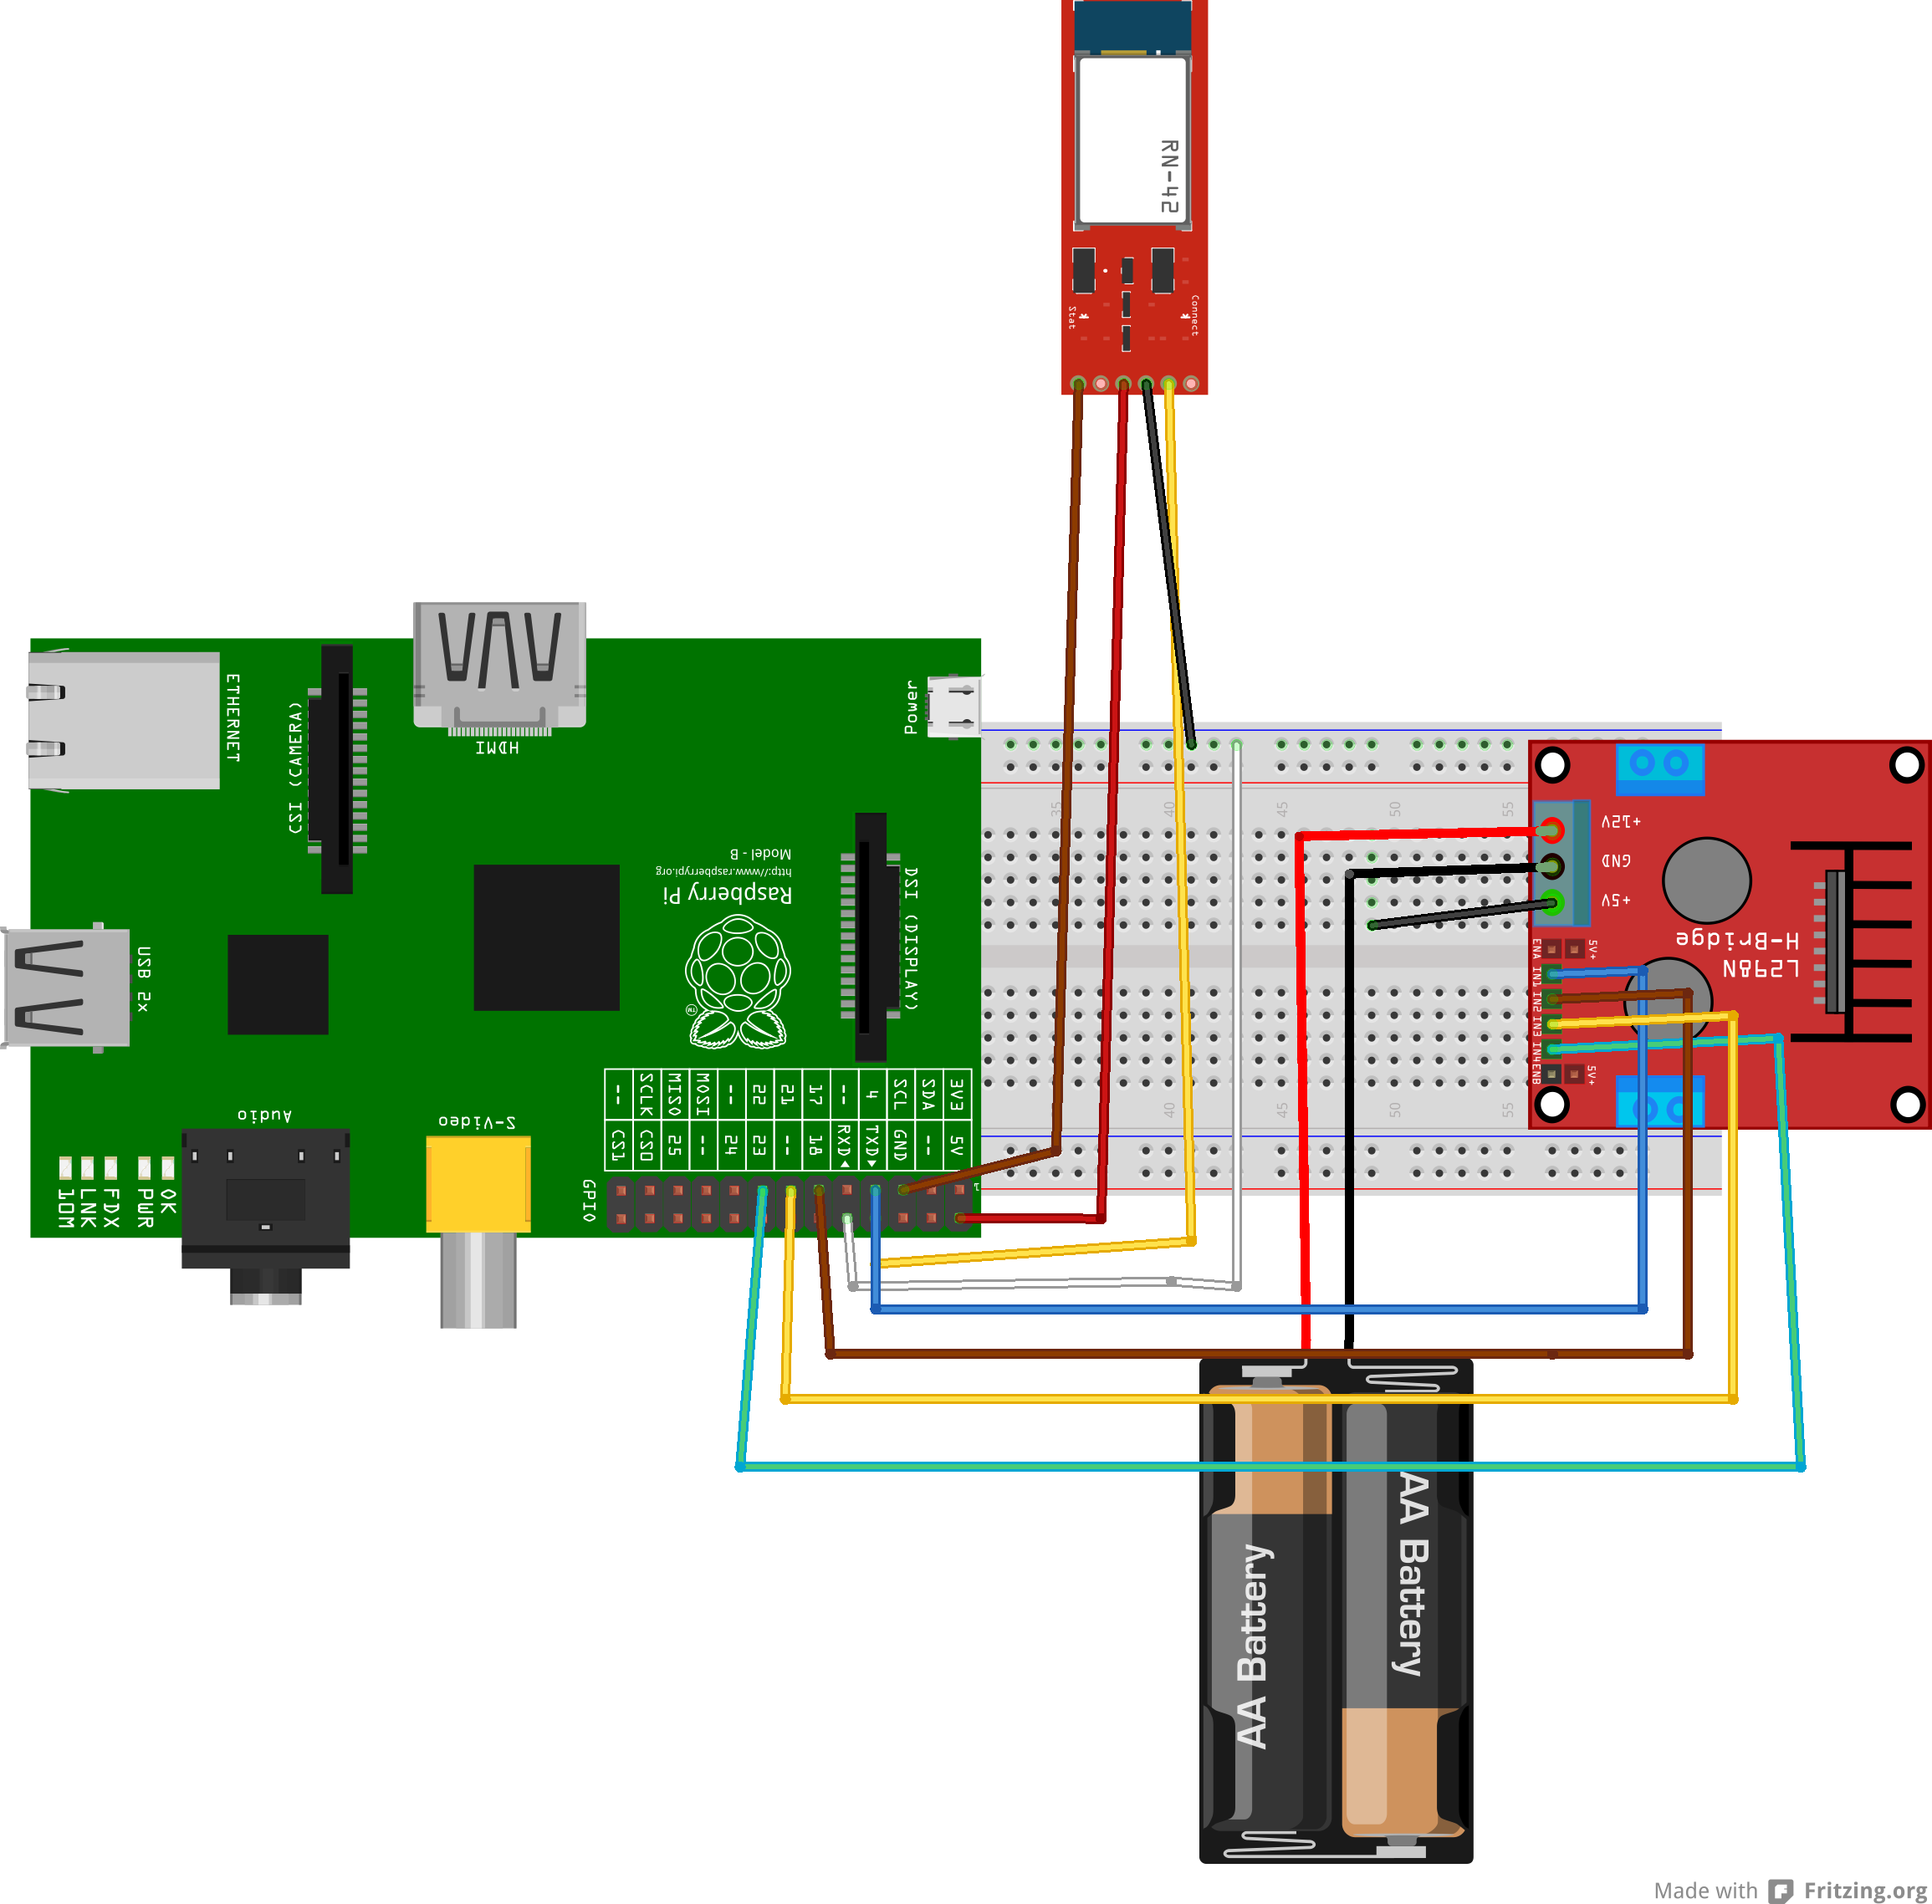 RN-42
Stat
Connect
ETHERNET
CSI (CAMERA)
HDMI
Power
Model - B
http://www.raspberrypi.org
Raspberry Pi
TM
DSI (DISPLAY)
USB 2x
Audio
S-Video
10M
LNK
FDX
PWR
OK
GPIO
-- SCLK MISO MOSI -- 22 21 17 -- 4 SCL SDA 3V3
CS1 CS0 25 -- 24 23 -- 18 RXD TXD GND -- 5V
1
35 40 45 50 55
40 50 55
+12V
GND
+5V
H-Bridge
L298N
ENA
IN1
IN2
IN3
IN4
ENB
5V+
5V+
AA Battery
AA Battery
Made with Fritzing.org